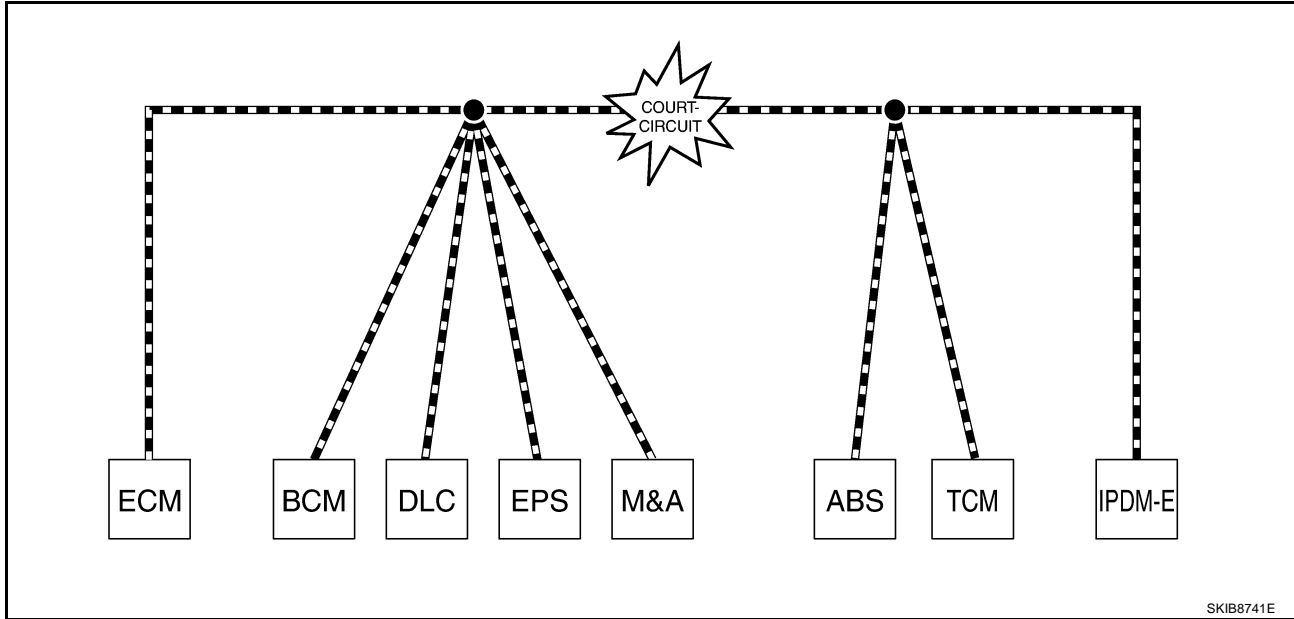 COURT-
CIRCUIT
ECM
BCM
DLC
EPS
M&A
ABS
TCM
IPDM-E
SKIB8741E